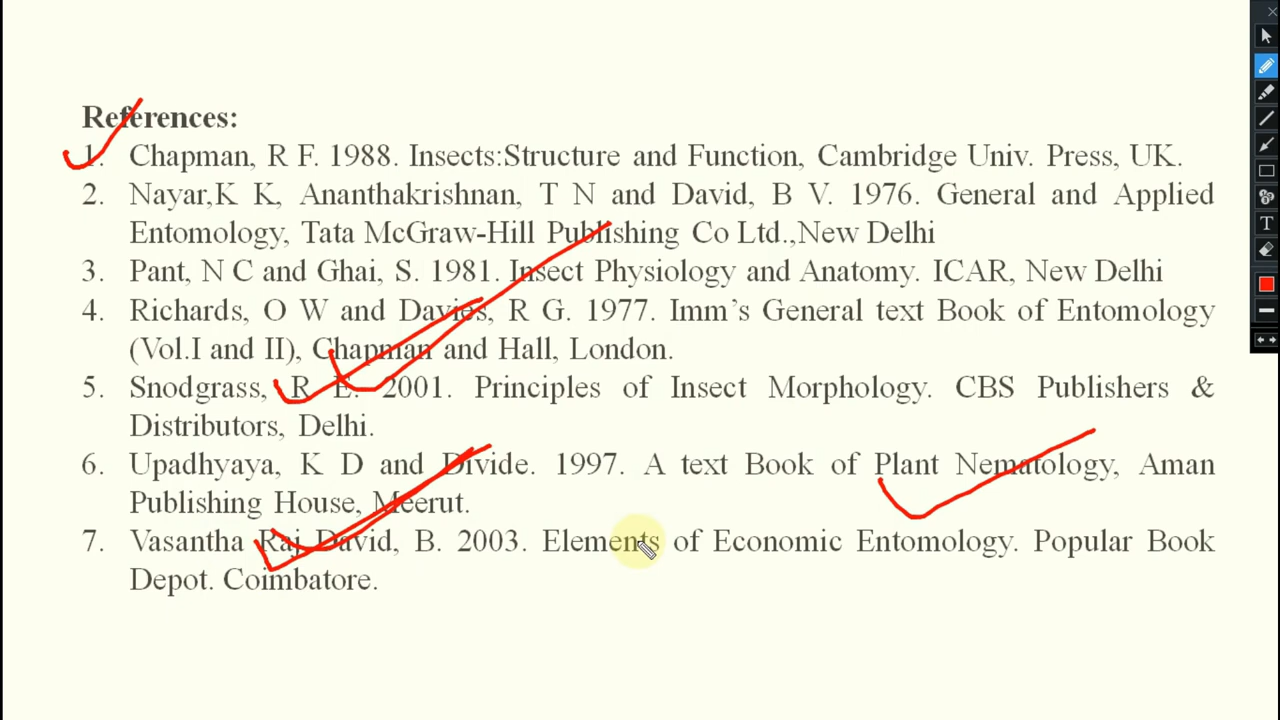 References:
1. Chapman, R F. 1988. Insects:Structure and Function, Cambridge Univ. Press, UK.
2. Nayar,K K, Ananthakrishnan, T N and David, B V. 1976. General and Applied
Entomology, Tata McGraw-Hill Publishing Co Ltd.,New Delhi
3. Pant, N C and Ghai, S. 1981. Insect Physiology and Anatomy. ICAR, New Delhi
4. Richards, O W and Davies, R G. 1977. Imm’s General text Book of Entomology
(Vol.I and II), Chapman and Hall, London.
5. Snodgrass, R E. 2001. Principles of Insect Morphology. CBS Publishers &
Distributors, Delhi.
6. Upadhyaya, K D and Divide. 1997. A text Book of Plant Nematology, Aman
Publishing House, Meerut.
7. Vasantha Raj David, B. 2003. Elements of Economic Entomology. Popular Book
Depot. Coimbatore.